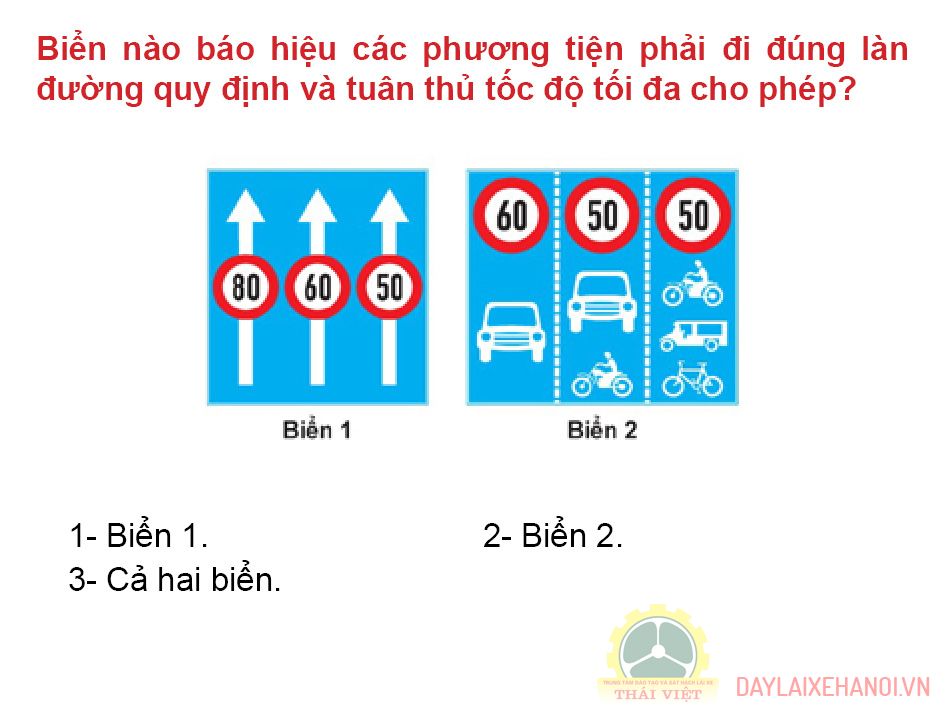 Biển nào báo hiệu các phương tiện phải đi đúng làn
đường quy định và tuân thủ tốc độ tối đa cho phép?
80 60 50
60 50 50
Biển 1
Biển 2
1- Biển 1.
2- Biển 2.
3- Cả hai biển.
TRUNG TÂM ĐÀO TẠO VÀ SÁT HẠCH LÁI XE
THÁI VIỆT
DAYLAIXEHANOI.VN